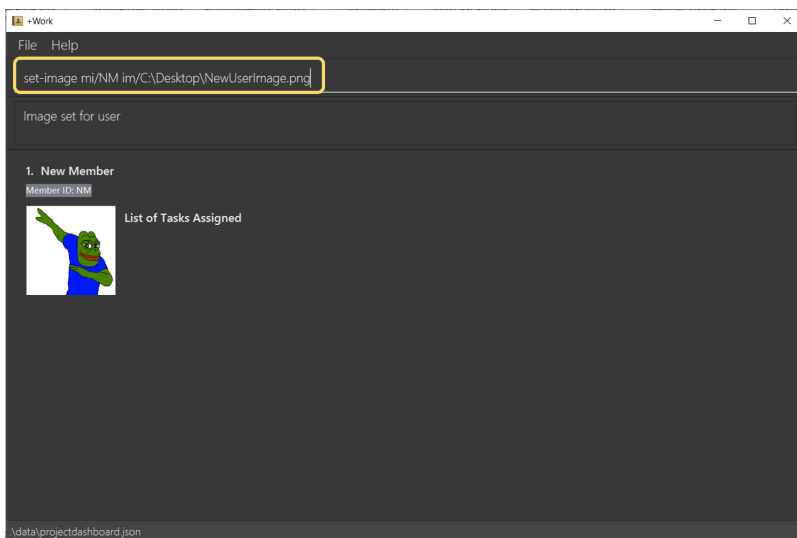 +Work
File Help
set-image mi/NM im/C:\Desktop\NewUserImage.png
Image set for user
1. New Member
Member ID: NM
List of Tasks Assigned
.\data\projectdashboard.json